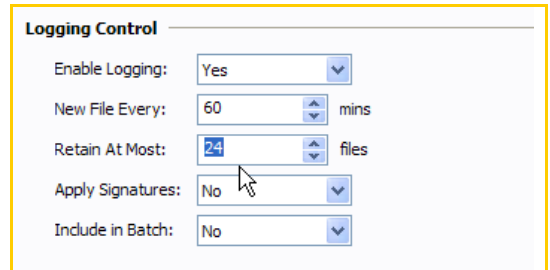 Logging Control
Enable Logging: Yes
New File Every: 60 mins
Retain At Most: 24 files
Apply Signatures: No
Include in Batch: No